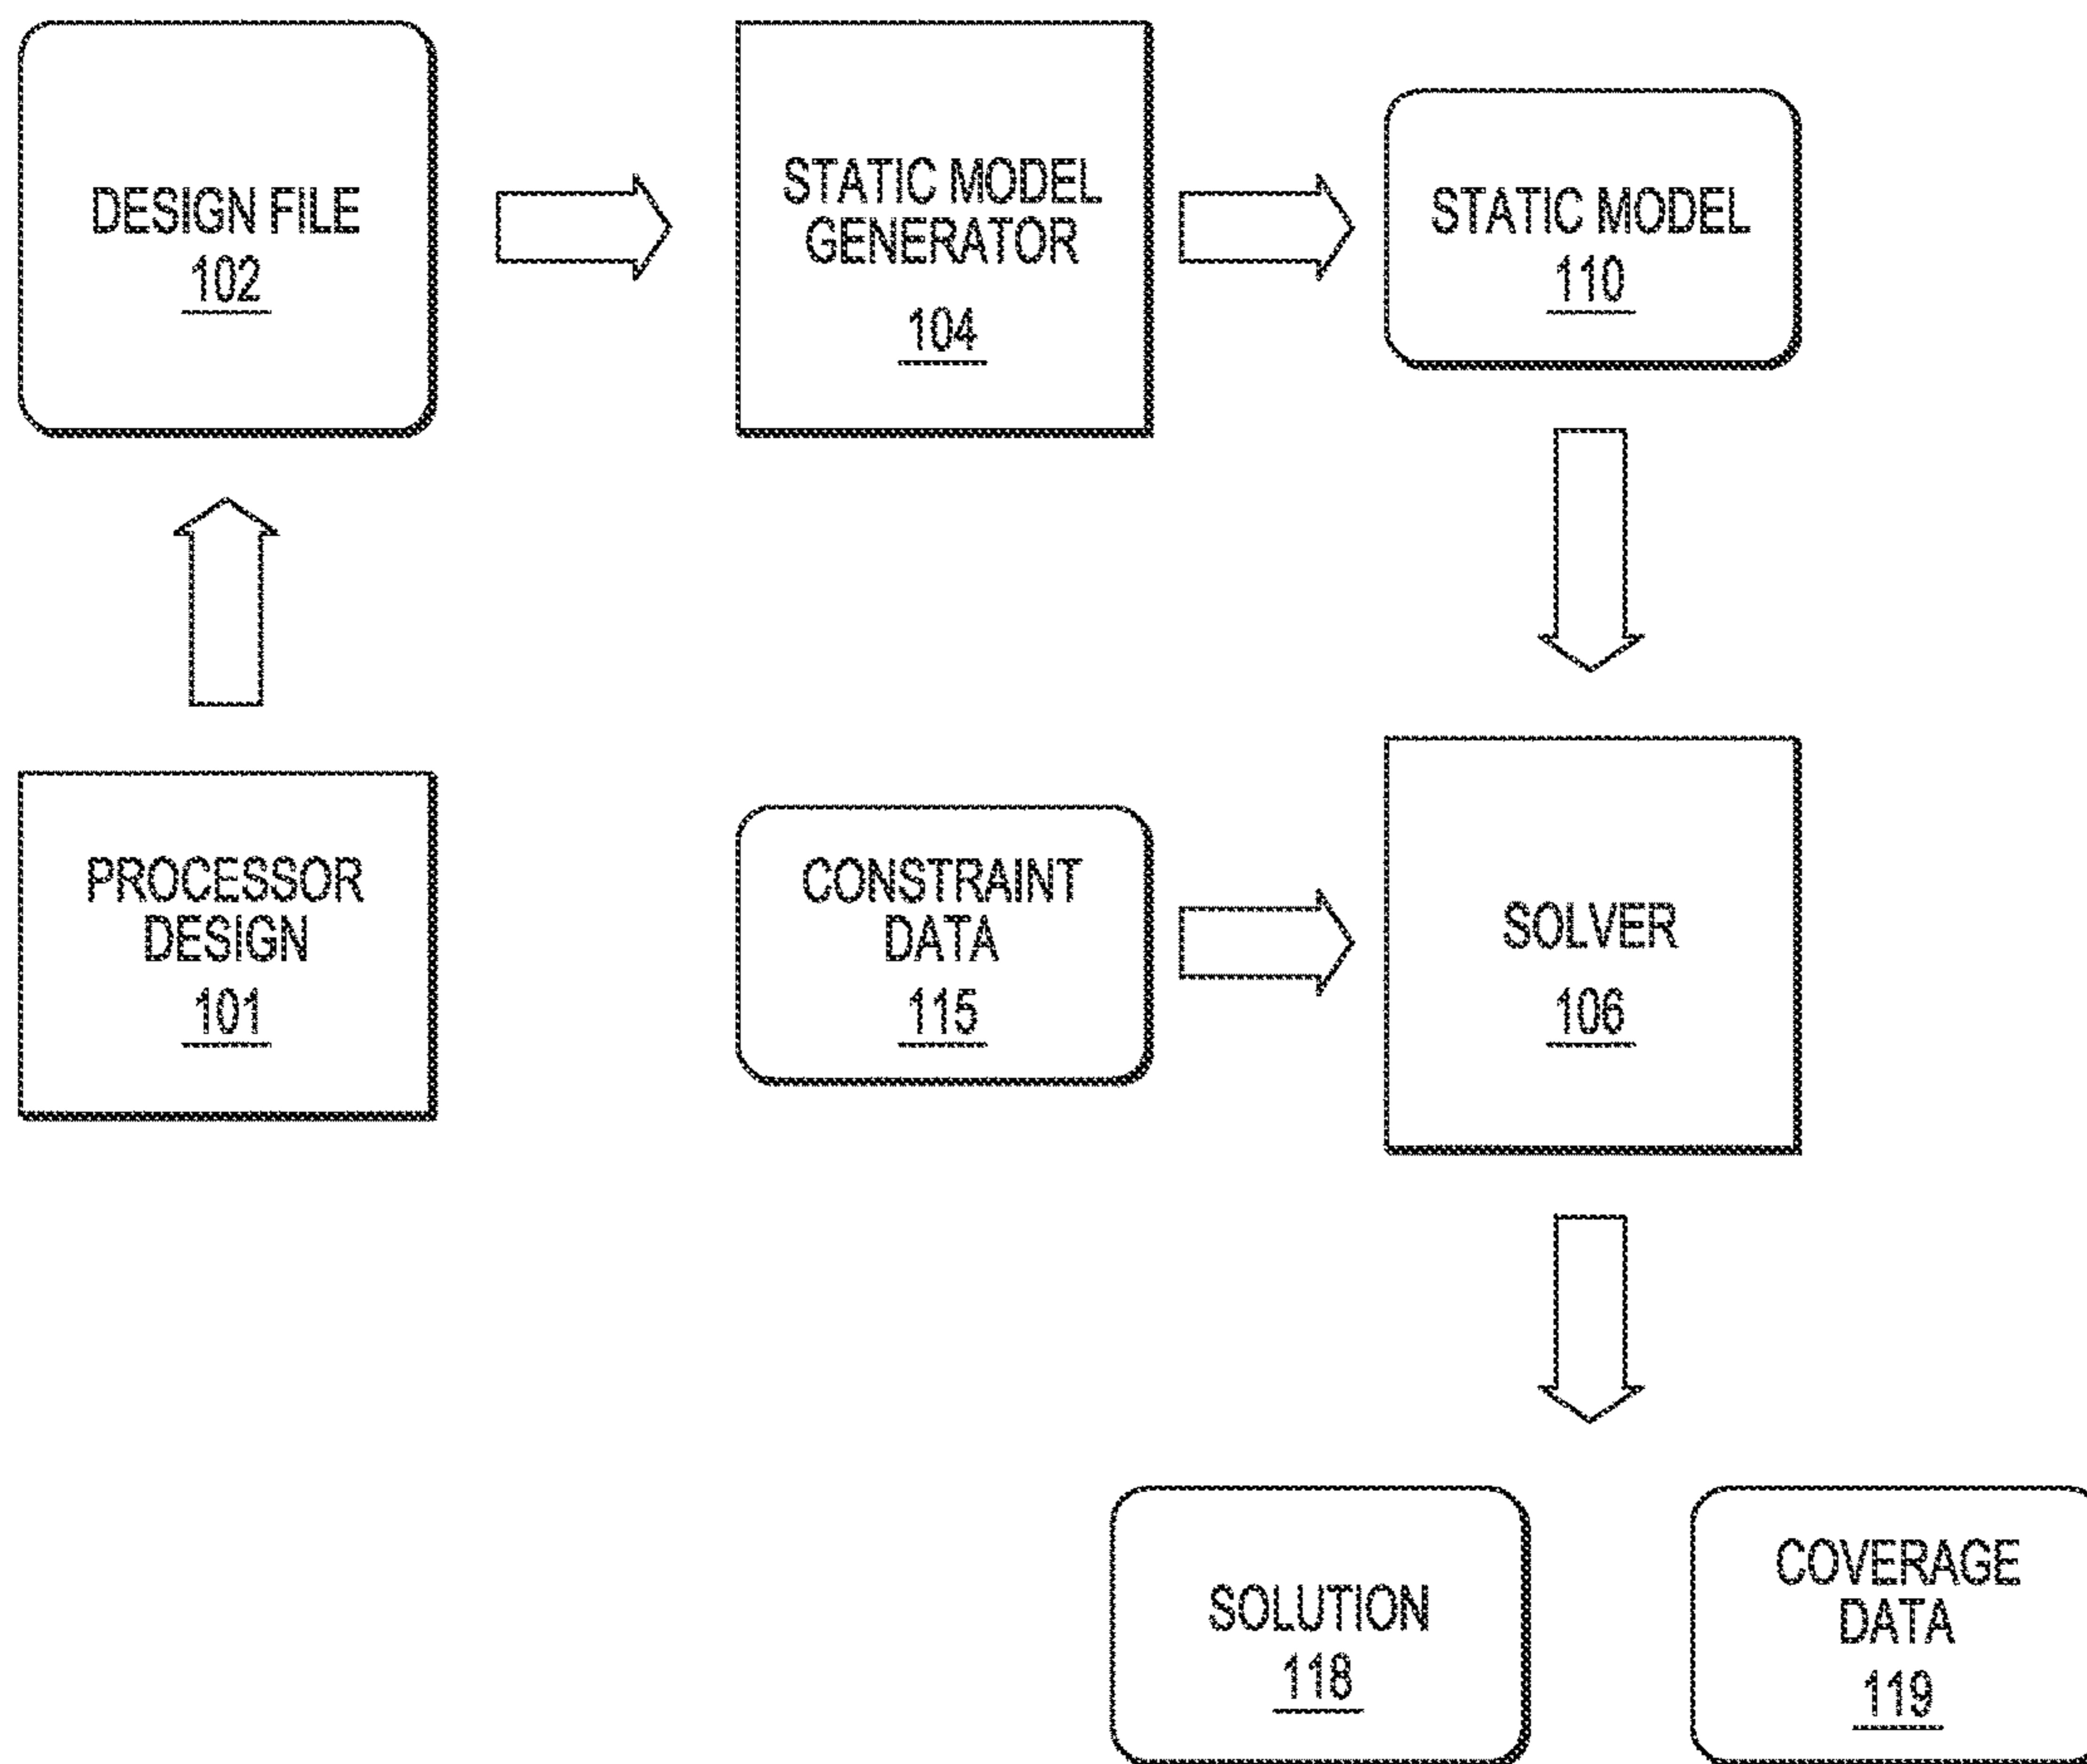 DESIGN FILE
102
STATIC MODEL
GENERATOR
104
STATIC MODEL
110
PROCESSOR
DESIGN
101
CONSTRAINT
DATA
115
SOLVER
106
SOLUTION
118
COVERAGE
DATA
119